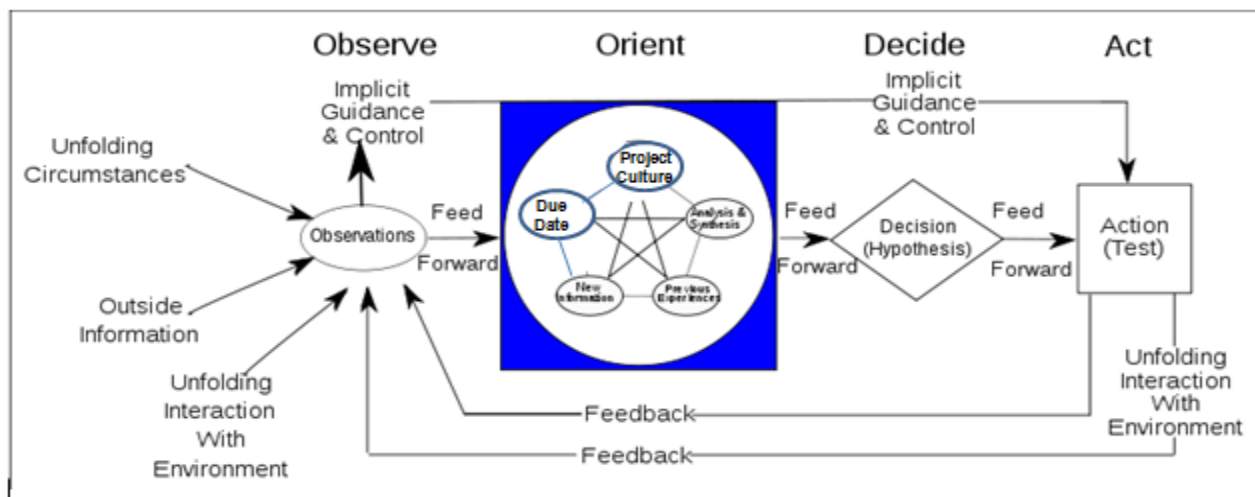 Observe
Orient
Decide
Act
Implicit
Guidance
& Control
Implicit
Guidance
& Control
Unfolding
Circumstances
Observations
Outside
Information
Unfolding
Interaction
With
Environment
Feed
Forward
Project
Culture
Due
Date
Analysis &
Synthesis
New
Information
Previous
Experiences
Feed
Forward
Decision
(Hypothesis)
Feed
Forward
Action
(Test)
Unfolding
Interaction
With
Environment
Feedback
Feedback